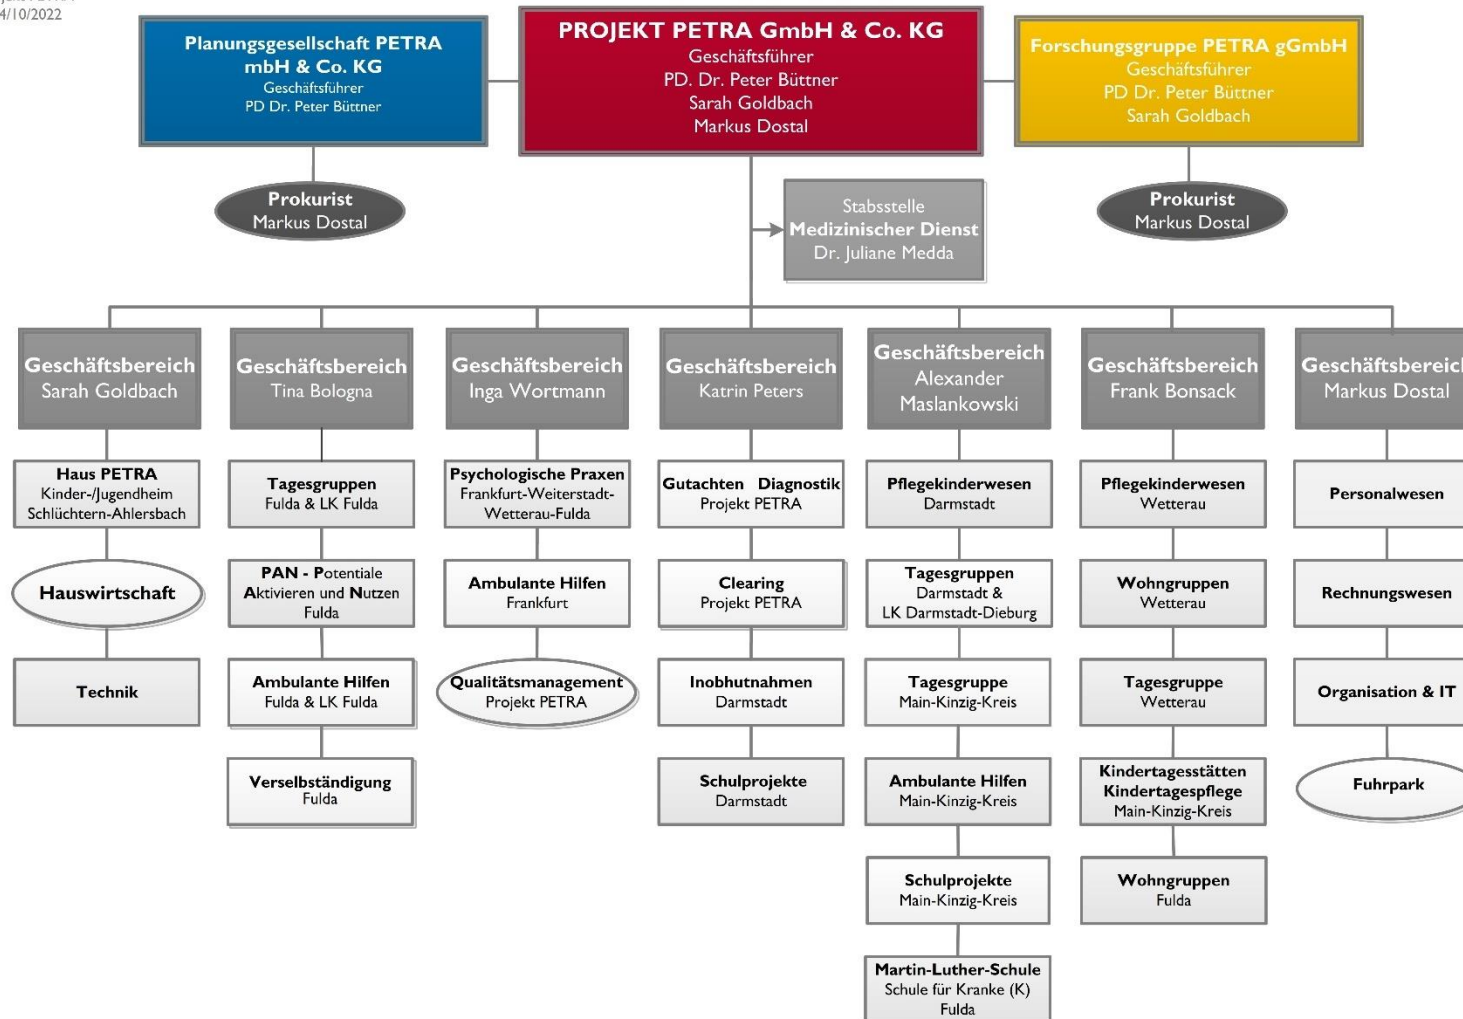 4/10/2022
Planungsgesellschaft PETRA
mbH & Co. KG
Geschäftsführer
PD Dr. Peter Büttner
PROJEKT PETRA GmbH & Co. KG
Geschäftsführer
PD. Dr. Peter Büttner
Sarah Goldbach
Markus Dostal
Forschungsgruppe PETRA gGmbH
Geschäftsführer
PD Dr. Peter Büttner
Sarah Goldbach
Prokurist
Markus Dostal
Stabsstelle
Medizinischer Dienst
Dr. Juliane Medda
Prokurist
Markus Dostal
Geschäftsbereich
Sarah Goldbach
Haus PETRA
Kinder-/Jugendheim
Schlüchtern-Ahlersbach
Hauswirtschaft
Technik
Geschäftsbereich
Tina Bologna
Tagesgruppen
Fulda & LK Fulda
PAN - Potentiale
Aktivieren und Nutzen
Fulda
Ambulante Hilfen
Fulda & LK Fulda
Verselbständigung
Fulda
Geschäftsbereich
Inga Wortmann
Psychologische Praxen
Frankfurt-Weiterstadt-
Wetterau-Fulda
Ambulante Hilfen
Frankfurt
Qualitätsmanagement
Projekt PETRA
Geschäftsbereich
Katrin Peters
Gutachten Diagnostik
Projekt PETRA
Clearing
Projekt PETRA
Inobhutnahmen
Darmstadt
Schulprojekte
Darmstadt
Geschäftsbereich
Alexander
Maslankowski
Pflegekinderwesen
Darmstadt
Tagesgruppen
Darmstadt &
LK Darmstadt-Dieburg
Tagesgruppe
Main-Kinzig-Kreis
Ambulante Hilfen
Main-Kinzig-Kreis
Schulprojekte
Main-Kinzig-Kreis
Martin-Luther-Schule
Schule für Kranke (K)
Fulda
Geschäftsbereich
Frank Bonsack
Pflegekinderwesen
Wetterau
Wohngruppen
Wetterau
Tagesgruppe
Wetterau
Kindertagesstätten
Kindertagespflege
Main-Kinzig-Kreis
Wohngruppen
Fulda
Geschäftsbereich
Markus Dostal
Personalwesen
Rechnungswesen
Organisation & IT
Fuhrpark